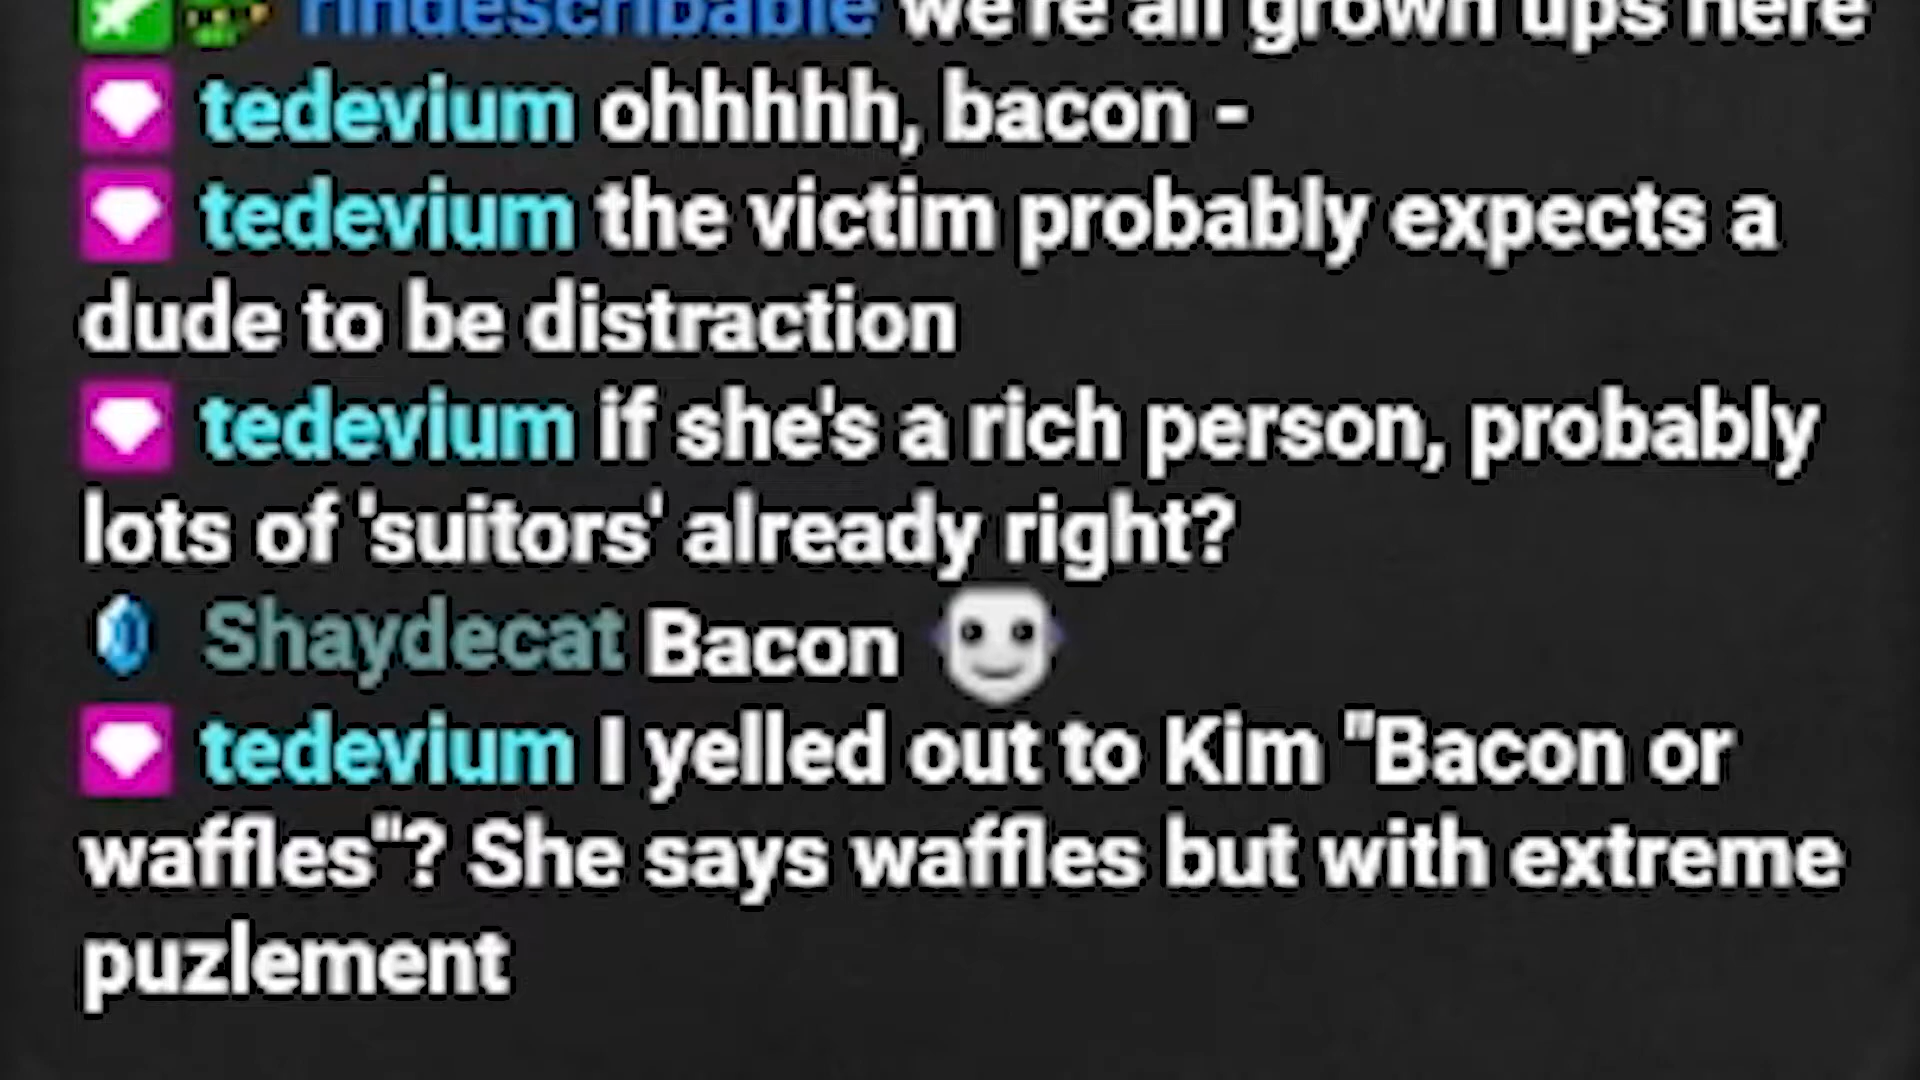 rindescribable we're all grown ups here
tedevium ohhhhh, bacon -
tedevium the victim probably expects a
dude to be distraction
tedevium if she's a rich person, probably
lots of 'suitors' already right?
Shaydecat Bacon
tedevium I yelled out to Kim "Bacon or
waffles"? She says waffles but with extreme
puzlement